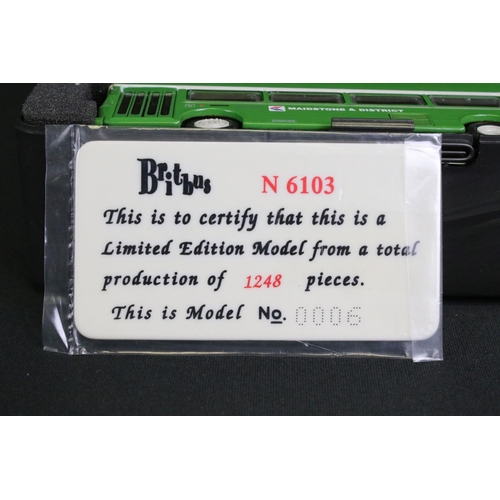 MAIDSTONE & DISTRICT
Britbus N 6103
This is to certify that this is a
Limited Edition Model from a total
production of 1248 pieces.
This is Model No. 0006